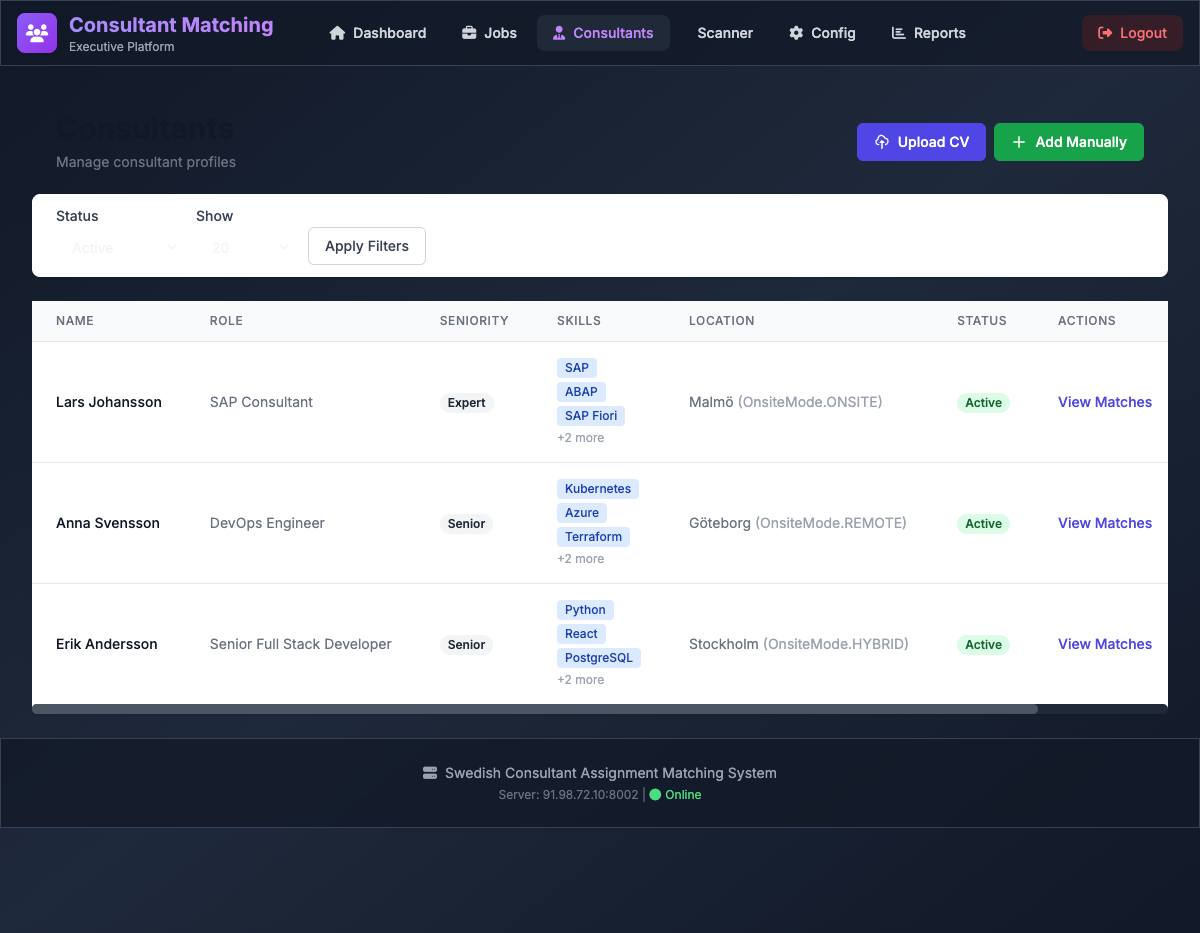 Consultant Matching
Executive Platform
Dashboard
Jobs
Consultants
Scanner
Config
Reports
Logout
Consultants
Manage consultant profiles
Upload CV
Add Manually
Status
Show
Active
20
Apply Filters
NAME ROLE SENIORITY SKILLS LOCATION STATUS ACTIONS
SAP
ABAP
Lars Johansson SAP Consultant Expert Malmö (OnsiteMode.ONSITE) Active View Matches
SAP Fiori
+2 more
Kubernetes
Azure
Anna Svensson DevOps Engineer Senior Göteborg (OnsiteMode.REMOTE) Active View Matches
Terraform
+2 more
Python
React
Erik Andersson Senior Full Stack Developer Senior Stockholm (OnsiteMode.HYBRID) Active View Matches
PostgreSQL
+2 more
Swedish Consultant Assignment Matching System
Server: 91.98.72.10:8002 | Online